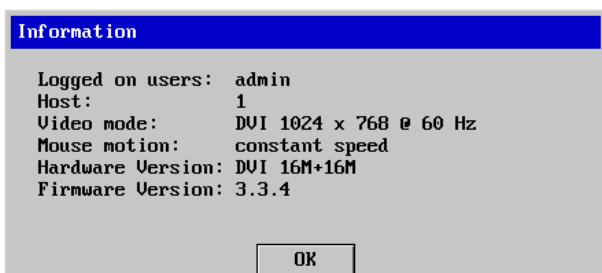 Information
Logged on users: admin
Host: 1
Video mode: DVI 1024 x 768 @ 60 Hz
Mouse motion: constant speed
Hardware Version: DVI 16M+16M
Firmware Version: 3.3.4
OK